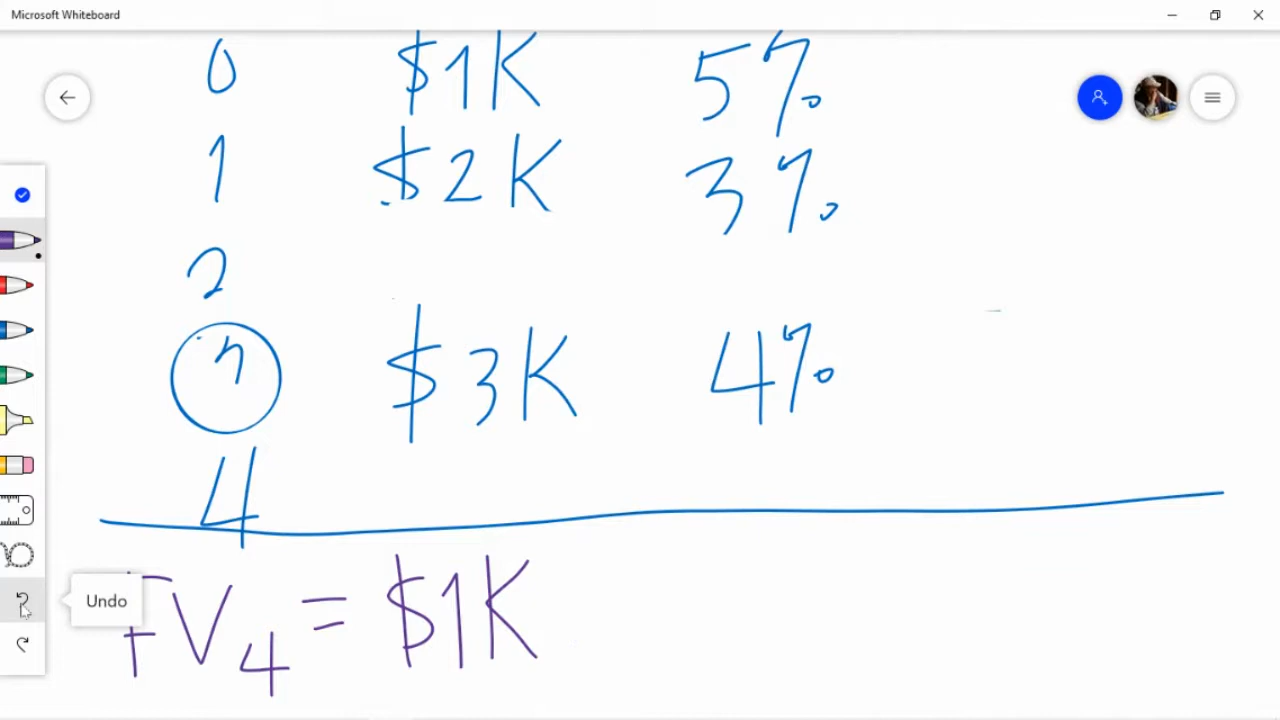 Microsoft Whiteboard
0 $1K 5%
1 $2K 3%
2
3 $3K 4%
4
Undo
FV4 = $1K